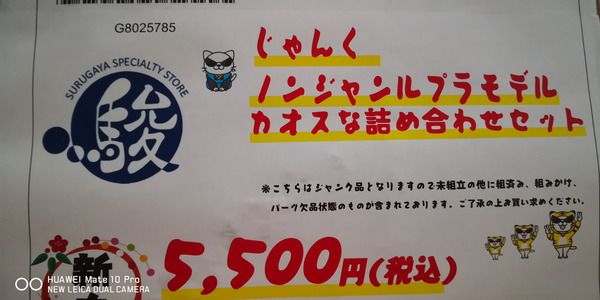 G8025785
SURUGAYA SPECIALTY STORE
駿
じゃんく
ノンジャンルプラモデル
カオスな詰め合わせセット
※こちらはジャンク品となりますので未組立の他に組済み、組みかけ、
パーク欠品状態のものが含まれております。ご了承の上お買い求めください。
新
5,500円(税込)
HUAWEI Mate 10 Pro
NEW LEICA DUAL CAMERA